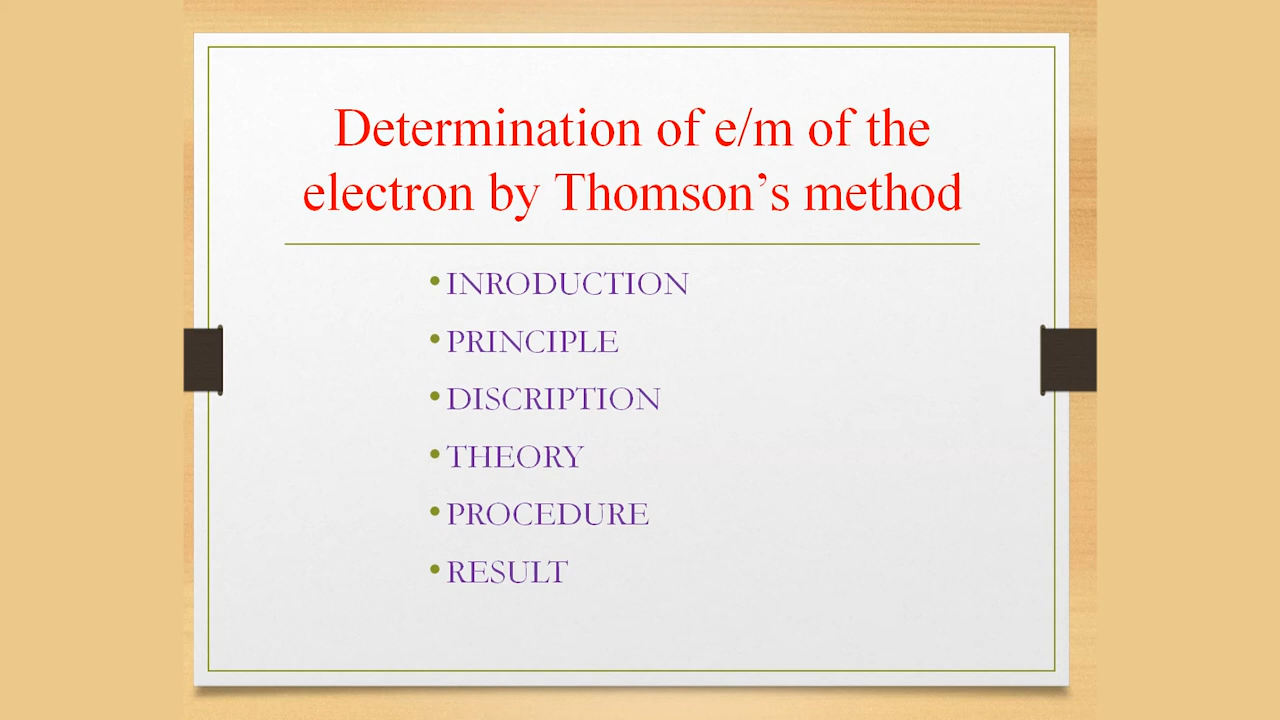 Determination of e/m of the
electron by Thomson’s method
•INRODUCTION
•PRINCIPLE
•DISCRIPTION
•THEORY
•PROCEDURE
•RESULT